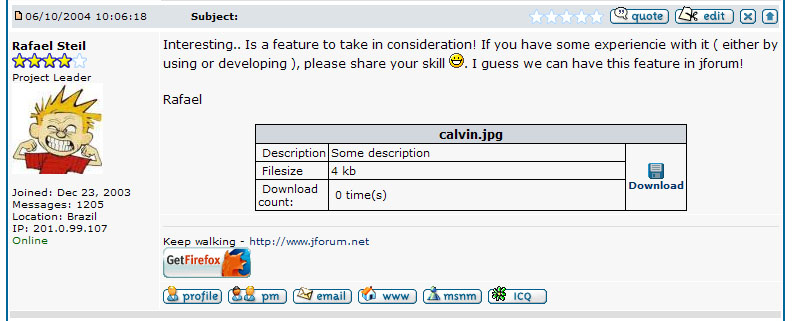 06/10/2004 10:06:18 Subject: quote edit
Rafael Steil
Project Leader
Joined: Dec 23, 2003
Messages: 1205
Location: Brazil
IP: 201.0.99.107
Online
Interesting.. Is a feature to take in consideration! If you have some experiencie with it ( either by
using or developing ), please share your skill . I guess we can have this feature in jforum!
Rafael
calvin.jpg
Description Some description
Filesize 4 kb
Download
count: 0 time(s)
Download
Keep walking - http://www.jforum.net
GetFirefox
profile pm email www msnm ICQ